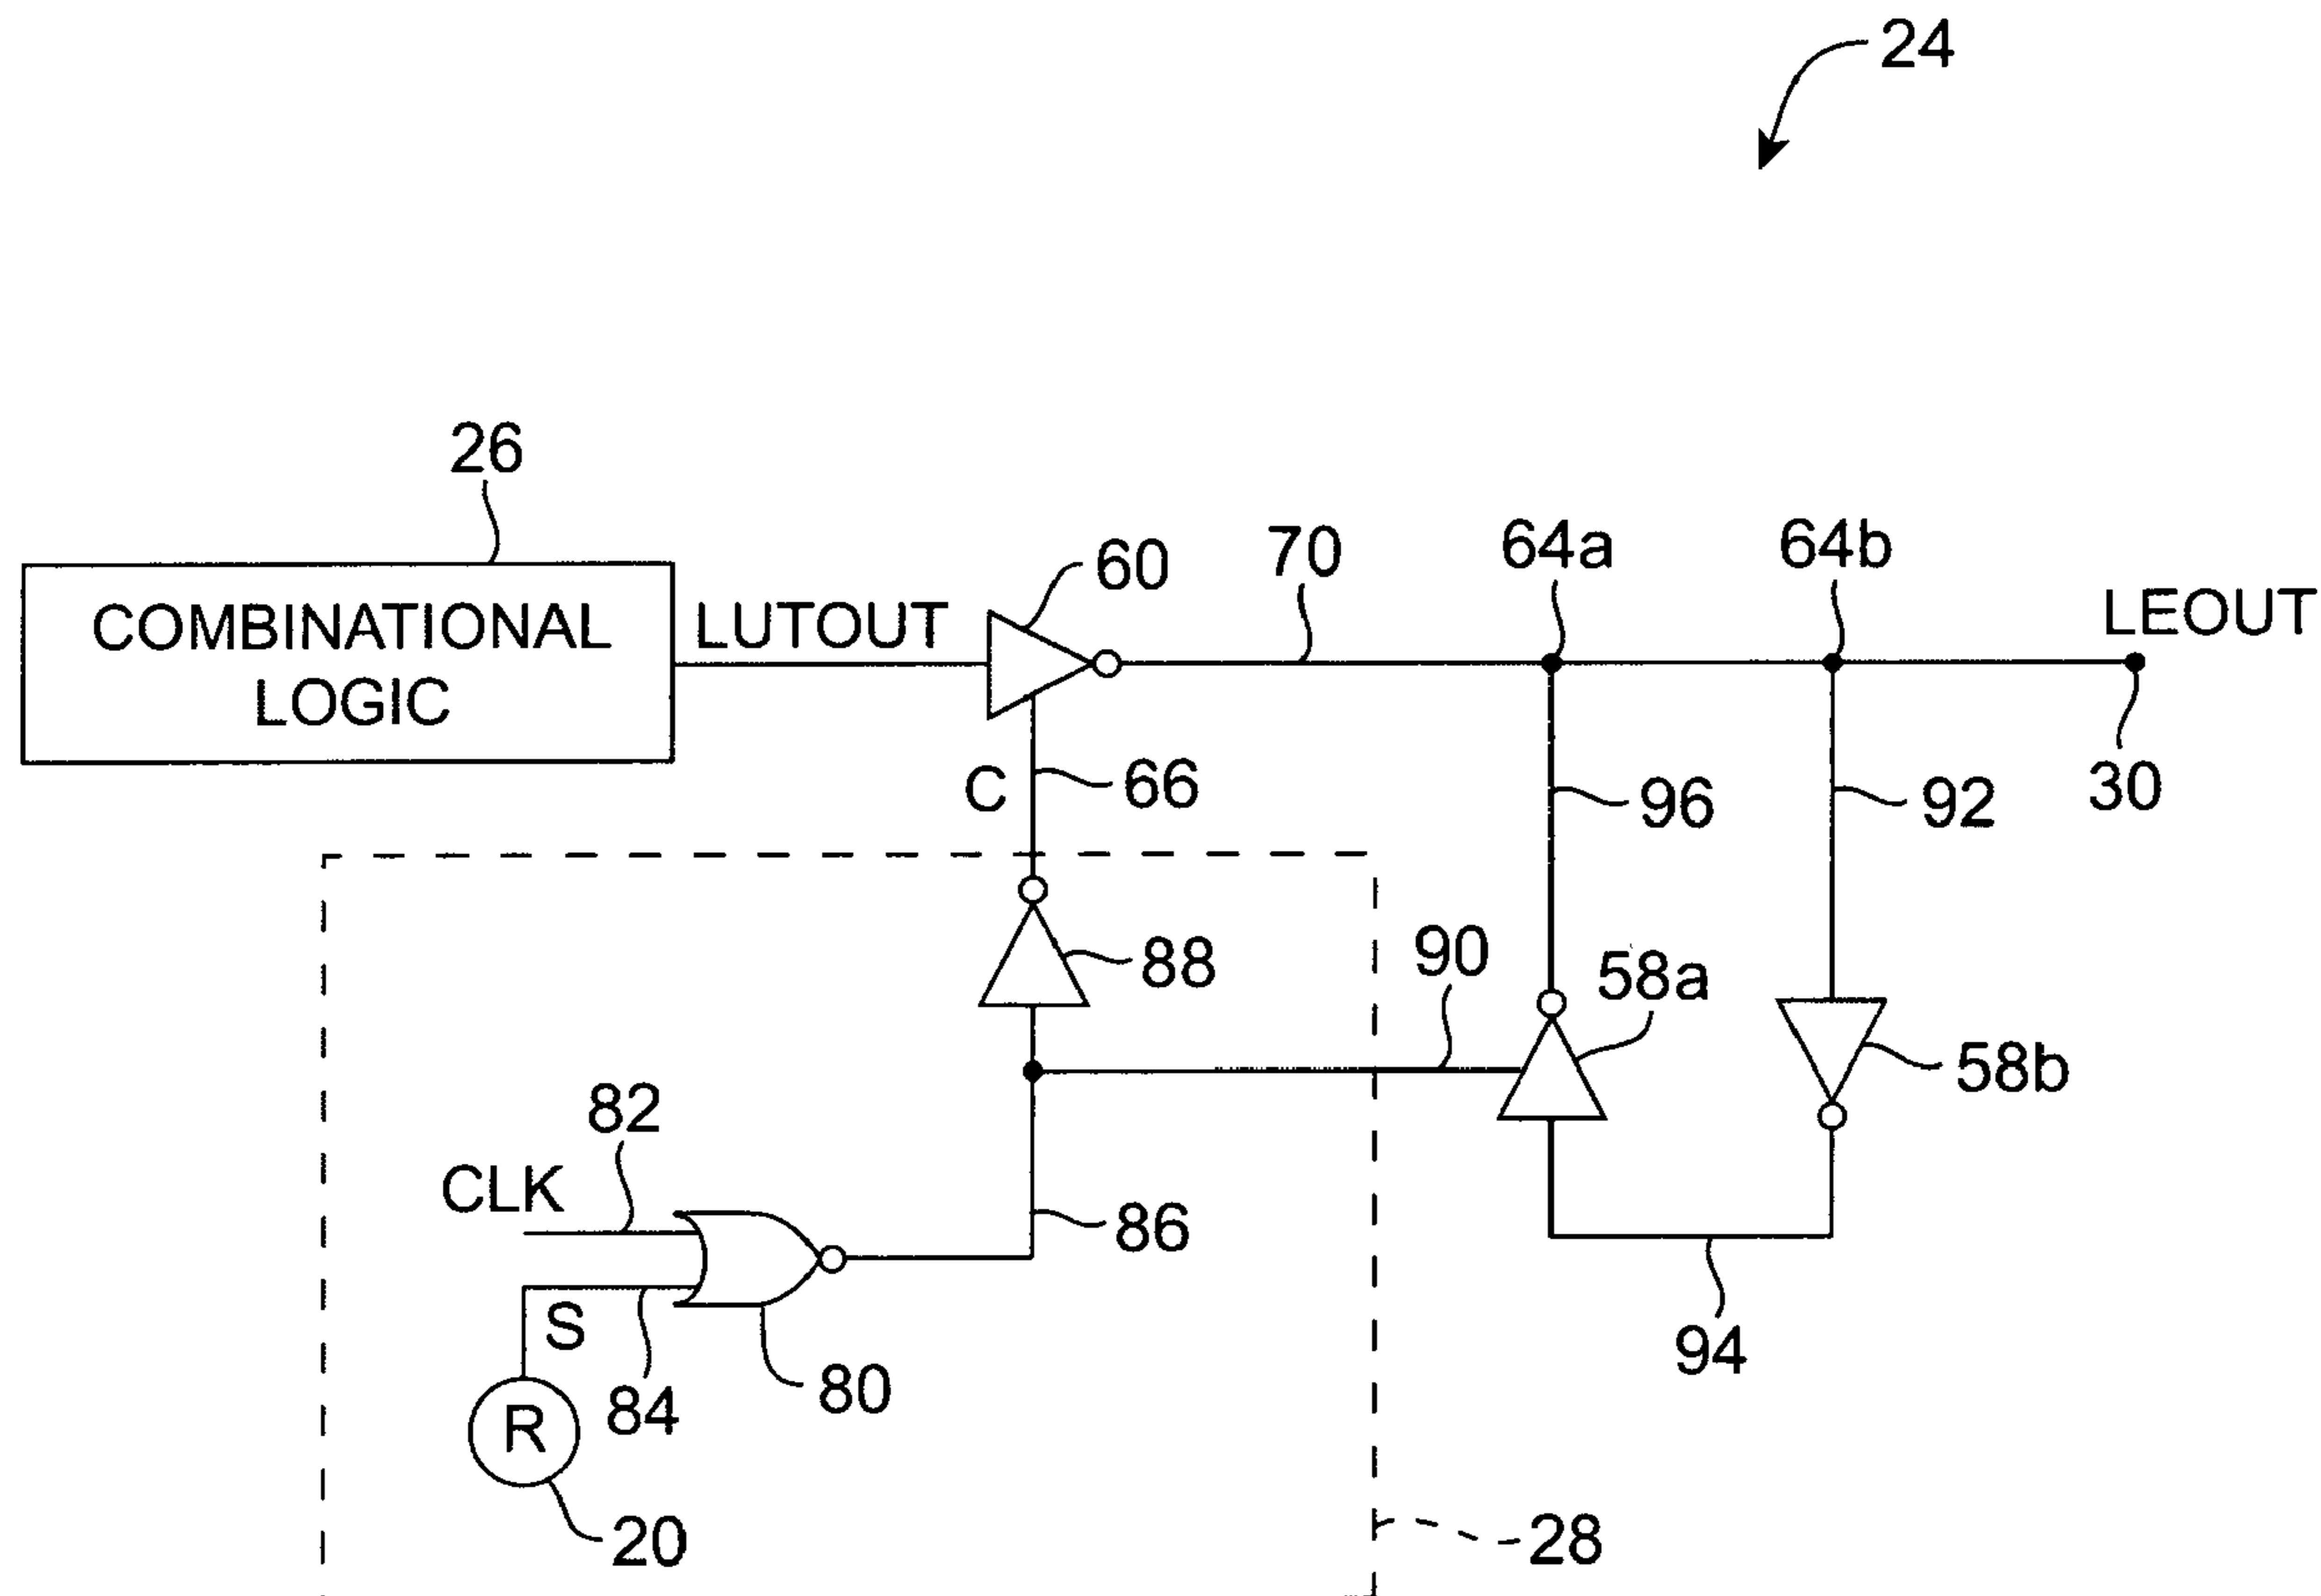 24
26
COMBINATIONAL
LOGIC
LUTOUT
60
70
64a
64b
LEOUT
C
66
96
92
30
88
90
58a
58b
82
CLK
86
S
84
80
94
R
20
28